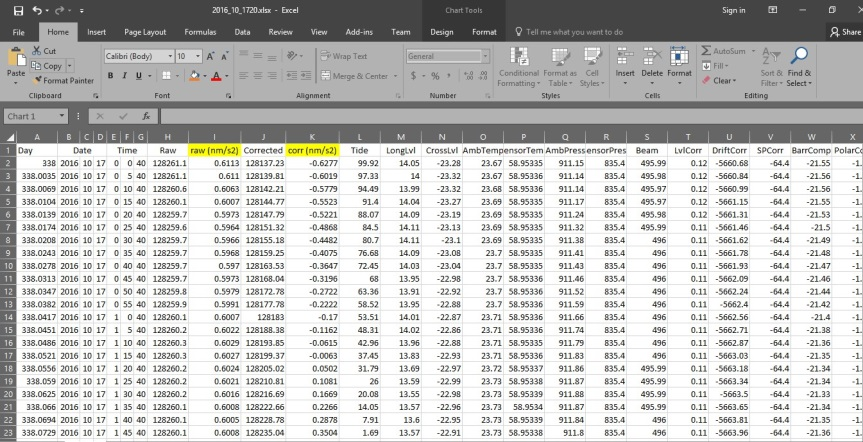 2016_10_1720.xlsx - Excel Chart Tools Sign in
File Home Insert Page Layout Formulas Data Review View Add-ins Team Design Format Tell me what you want to do Share
Cut
Copy
Paste Format Painter
Calibri (Body) 10
Wrap Text
Merge & Center
General
Conditional Formatting Format as Table Cell Styles
Insert Delete Format
AutoSum
Fill
Clear
Sort & Filter Find & Select
Clipboard Font Alignment Number Styles Cells Editing
Chart 1 fx
A B C D E F G H I J K L M N O P Q R S T U V W X
1 Day Date Time Raw raw (nm/s2) Corrected corr (nm/s2) Tide LongLvl CrossLvl AmbTemp ensorTem AmbPress ensorPres Beam LvlCorr DriftCorr SPCorr BarrComp PolarCo
2 338 2016 10 17 0 0 40 128261.1 0.6113 128137.23 -0.6277 99.92 14.05 -23.28 23.67 58.95335 911.15 835.4 495.99 0.12 -5660.68 -64.4 -21.55 -1.
3 338.0035 2016 10 17 0 5 40 128261.1 0.611 128139.81 -0.6019 97.33 14 -23.32 23.67 58.95334 911.16 835.4 495.98 0.12 -5660.84 -64.4 -21.56 -1.
4 338.0069 2016 10 17 0 10 40 128260.6 0.6063 128142.21 -0.5779 94.49 13.99 -23.32 23.68 58.95335 911.14 835.4 495.98 0.12 -5660.99 -64.4 -21.56 -1.
5 338.0104 2016 10 17 0 15 40 128260.1 0.6007 128144.77 -0.5523 91.4 14.04 -23.27 23.69 58.95335 911.17 835.4 495.97 0.12 -5661.15 -64.4 -21.55 -1.
6 338.0139 2016 10 17 0 20 40 128259.7 0.5973 128147.79 -0.5221 88.07 14.09 -23.19 23.69 58.95335 911.24 835.4 495.98 0.12 -5661.31 -64.4 -21.53 -1.
7 338.0174 2016 10 17 0 25 40 128259.6 0.5964 128151.32 -0.4868 84.5 14.11 -23.13 23.69 58.95335 911.32 835.4 495.99 0.11 -5661.46 -64.4 -21.5 -1.
8 338.0208 2016 10 17 0 30 40 128259.7 0.5966 128155.18 -0.4482 80.7 14.11 -23.1 23.69 58.95335 911.38 835.4 496 0.11 -5661.62 -64.4 -21.49 -1.
9 338.0243 2016 10 17 0 35 40 128259.7 0.5968 128159.25 -0.4075 76.68 14.09 -23.08 23.7 58.95335 911.41 835.4 496 0.11 -5661.78 -64.4 -21.48 -1.
10 338.0278 2016 10 17 0 40 40 128259.7 0.597 128163.53 -0.3647 72.45 14.03 -23.04 23.7 58.95335 911.43 835.4 496 0.11 -5661.93 -64.4 -21.47 -1.
11 338.0313 2016 10 17 0 45 40 128259.7 0.5973 128168.04 -0.3196 68 13.95 -22.98 23.7 58.95336 911.46 835.4 496 0.11 -5662.09 -64.4 -21.46 -1.
12 338.0347 2016 10 17 0 50 40 128259.8 0.5979 128172.78 -0.2722 63.36 13.91 -22.92 23.7 58.95336 911.52 835.4 496 0.11 -5662.24 -64.4 -21.44 -1.
13 338.0382 2016 10 17 0 55 40 128259.9 0.5991 128177.78 -0.2222 58.52 13.95 -22.88 23.7 58.95336 911.59 835.4 496 0.11 -5662.4 -64.4 -21.42 -1.
14 338.0417 2016 10 17 1 0 40 128260.1 0.6007 128183 -0.17 53.51 14.01 -22.87 23.71 58.95336 911.66 835.4 496 0.11 -5662.56 -64.4 -21.4 -1.
15 338.0451 2016 10 17 1 5 40 128260.2 0.6022 128188.38 -0.1162 48.31 14.02 -22.86 23.71 58.95336 911.74 835.4 496 0.11 -5662.71 -64.4 -21.38 -1.
16 338.0486 2016 10 17 1 10 40 128260.3 0.6029 128193.85 -0.0615 42.96 13.96 -22.88 23.71 58.95335 911.79 835.4 496 0.11 -5662.87 -64.4 -21.36 -1.
17 338.0521 2016 10 17 1 15 40 128260.3 0.6027 128199.37 -0.0063 37.45 13.83 -22.93 23.71 58.95336 911.83 835.4 496 0.11 -5663.03 -64.4 -21.35 -1.
18 338.0556 2016 10 17 1 20 40 128260.2 0.6024 128205.02 0.0502 31.79 13.69 -22.97 23.72 58.95337 911.86 835.4 495.99 0.11 -5663.18 -64.4 -21.34 -1.
19 338.059 2016 10 17 1 25 40 128260.2 0.6021 128210.81 0.1081 26 13.59 -22.99 23.73 58.95338 911.87 835.4 495.99 0.11 -5663.34 -64.4 -21.34 -1.
20 338.0625 2016 10 17 1 30 40 128260.2 0.6016 128216.69 0.1669 20.08 13.55 -22.98 23.73 58.95339 911.88 835.4 495.99 0.11 -5663.5 -64.4 -21.33 -1.
21 338.066 2016 10 17 1 35 40 128260.1 0.6008 128222.66 0.2266 14.05 13.57 -22.96 23.73 58.9534 911.87 835.4 495.99 0.11 -5663.65 -64.4 -21.34 -1.
22 338.0694 2016 10 17 1 40 40 128260.1 0.6005 128228.78 0.2878 7.91 13.6 -22.95 23.73 58.95339 911.84 835.4 496 0.11 -5663.81 -64.4 -21.35 -1.
23 338.0729 2016 10 17 1 45 40 128260.1 0.6008 128235.04 0.3504 1.69 13.57 -22.91 23.73 58.95338 911.8 835.4 496 0.11 -5663.96 -64.4 -21.36 -1.